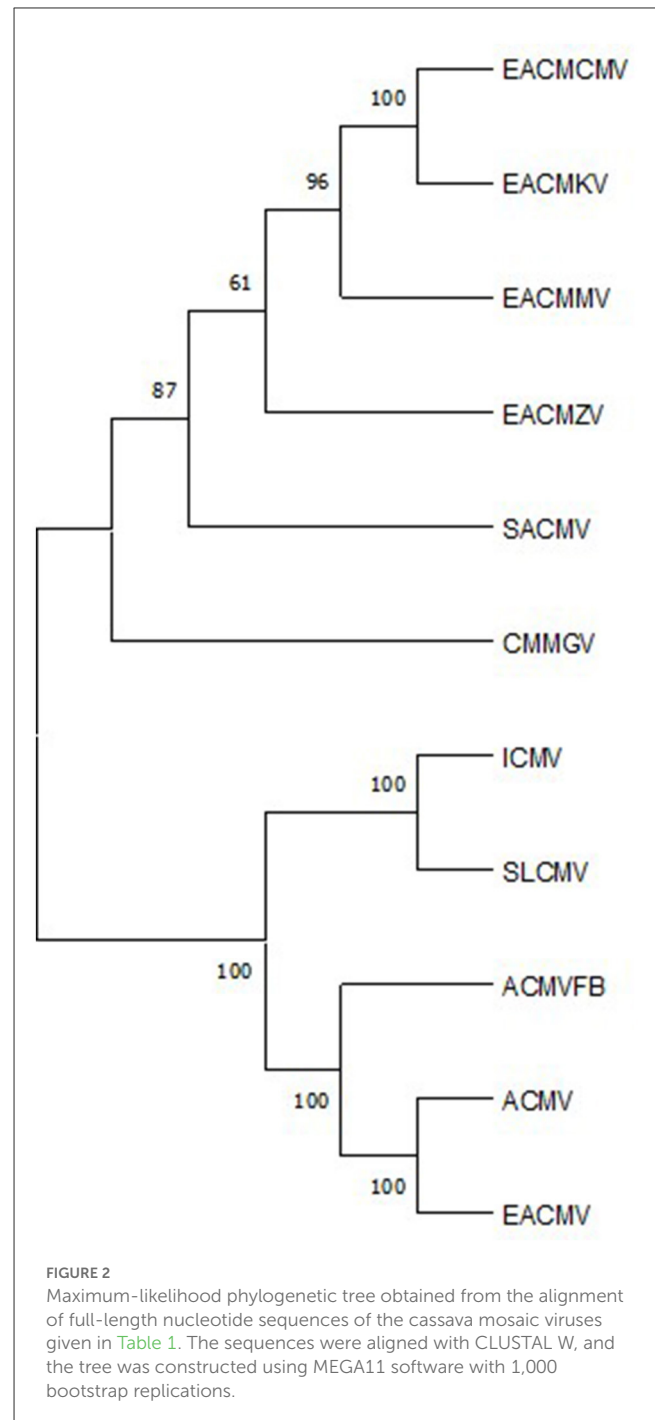 100
EACMCMV
96
EACMKV
61
EACMMV
87
EACMZV
SACMV
CMMGV
ICMV
100
SLCMV
100
ACMVFB
100
ACMV
100
EACMV
FIGURE 2
Maximum-likelihood phylogenetic tree obtained from the alignment
of full-length nucleotide sequences of the cassava mosaic viruses
given in Table 1. The sequences were aligned with CLUSTAL W, and
the tree was constructed using MEGA11 software with 1,000
bootstrap replications.